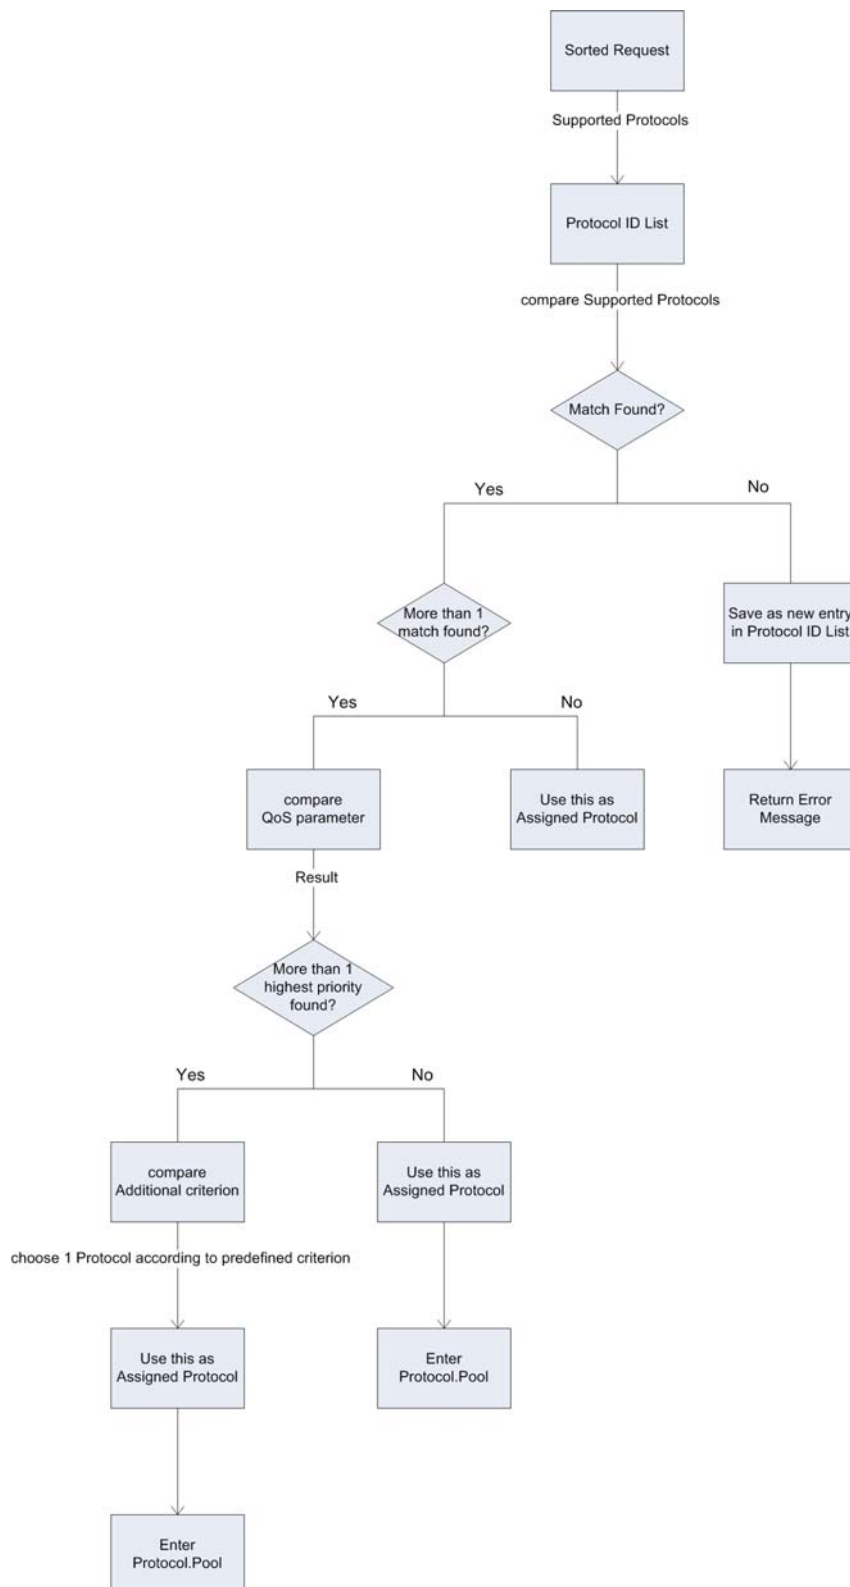 Sorted Request
Supported Protocols
Protocol ID List
compare Supported Protocols
Match Found?
Yes
No
More than 1
match found?
Save as new entry
in Protocol ID List
Yes
No
compare
QoS parameter
Use this as
Assigned Protocol
Return Error
Message
Result
More than 1
highest priority
found?
Yes
No
compare
Additional criterion
Use this as
Assigned Protocol
choose 1 Protocol according to predefined criterion
Use this as
Assigned Protocol
Enter
Protocol.Pool
Enter
Protocol.Pool